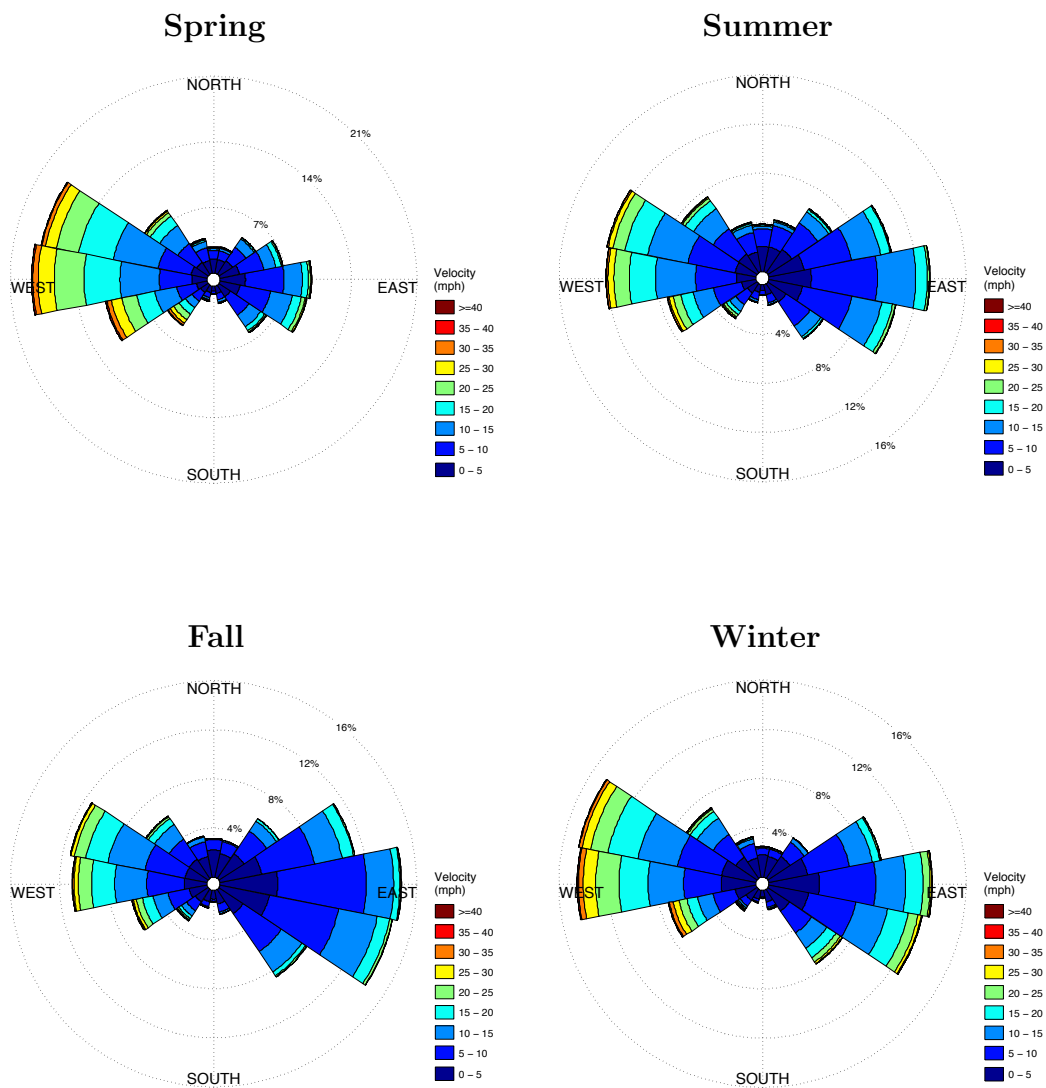 Spring
NORTH
21%
14%
7%
WEST
EAST
SOUTH
Velocity
(mph)
>=40
35 – 40
30 – 35
25 – 30
20 – 25
15 – 20
10 – 15
5 – 10
0 – 5
Summer
NORTH
WEST
EAST
4%
8%
12%
16%
SOUTH
Velocity
(mph)
>=40
35 – 40
30 – 35
25 – 30
20 – 25
15 – 20
10 – 15
5 – 10
0 – 5
Fall
NORTH
16%
12%
8%
4%
WEST
EAST
SOUTH
Velocity
(mph)
>=40
35 – 40
30 – 35
25 – 30
20 – 25
15 – 20
10 – 15
5 – 10
0 – 5
Winter
NORTH
16%
12%
8%
4%
WEST
EAST
SOUTH
Velocity
(mph)
>=40
35 – 40
30 – 35
25 – 30
20 – 25
15 – 20
10 – 15
5 – 10
0 – 5